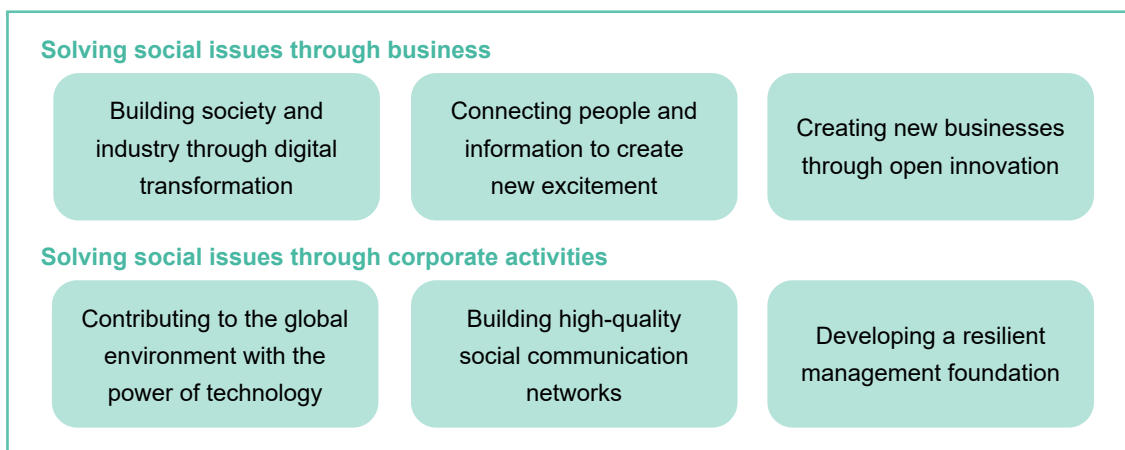 Solving social issues through business
Building society and
industry through digital
transformation
Connecting people and
information to create
new excitement
Creating new businesses
through open innovation
Solving social issues through corporate activities
Contributing to the global
environment with the
power of technology
Building high-quality
social communication
networks
Developing a resilient
management foundation